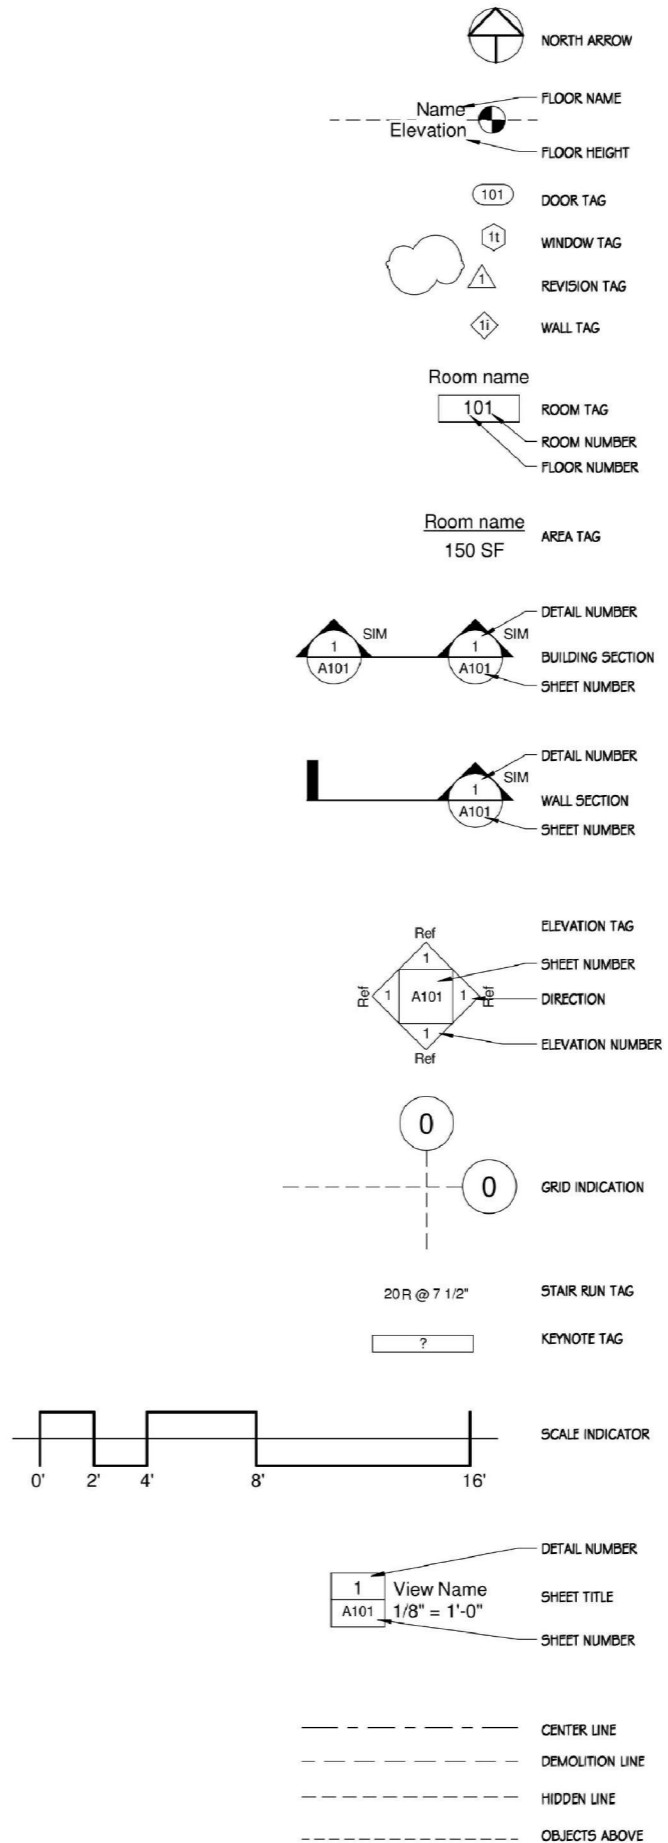 NORTH ARROW
Name
FLOOR NAME
Elevation
FLOOR HEIGHT
101
DOOR TAG
1t
WINDOW TAG
1
REVISION TAG
1i
WALL TAG
Room name
101
ROOM TAG
ROOM NUMBER
FLOOR NUMBER
Room name
150 SF
AREA TAG
DETAIL NUMBER
SIM
SIM
1
1
BUILDING SECTION
A101
A101
SHEET NUMBER
DETAIL NUMBER
SIM
1
WALL SECTION
A101
SHEET NUMBER
ELEVATION TAG
Ref
1
SHEET NUMBER
Ref
1
A101
1
Ref
DIRECTION
1
ELEVATION NUMBER
Ref
0
0
GRID INDICATION
20R @ 7 1/2"
STAIR RUN TAG
?
KEYNOTE TAG
SCALE INDICATOR
0' 2' 4' 8' 16'
DETAIL NUMBER
1
View Name
SHEET TITLE
A101
1/8" = 1'-0"
SHEET NUMBER
CENTER LINE
DEMOLITION LINE
HIDDEN LINE
OBJECTS ABOVE